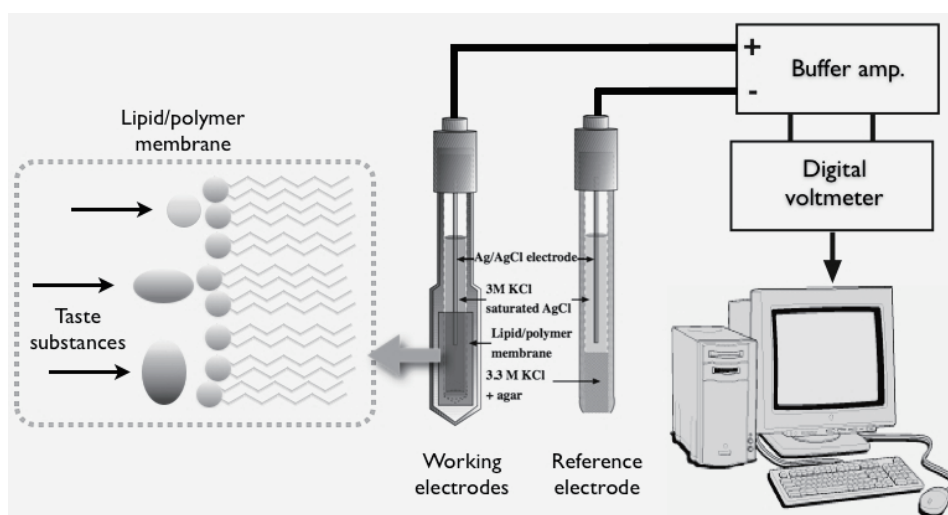 Lipid/polymer
membrane
Taste
substances
+
-
Buffer amp.
Digital
voltmeter
Ag/AgCl electrode
3M KCl
saturated AgCl
Lipid/polymer
membrane
3.3 M KCl
+ agar
Working
electrodes
Reference
electrode